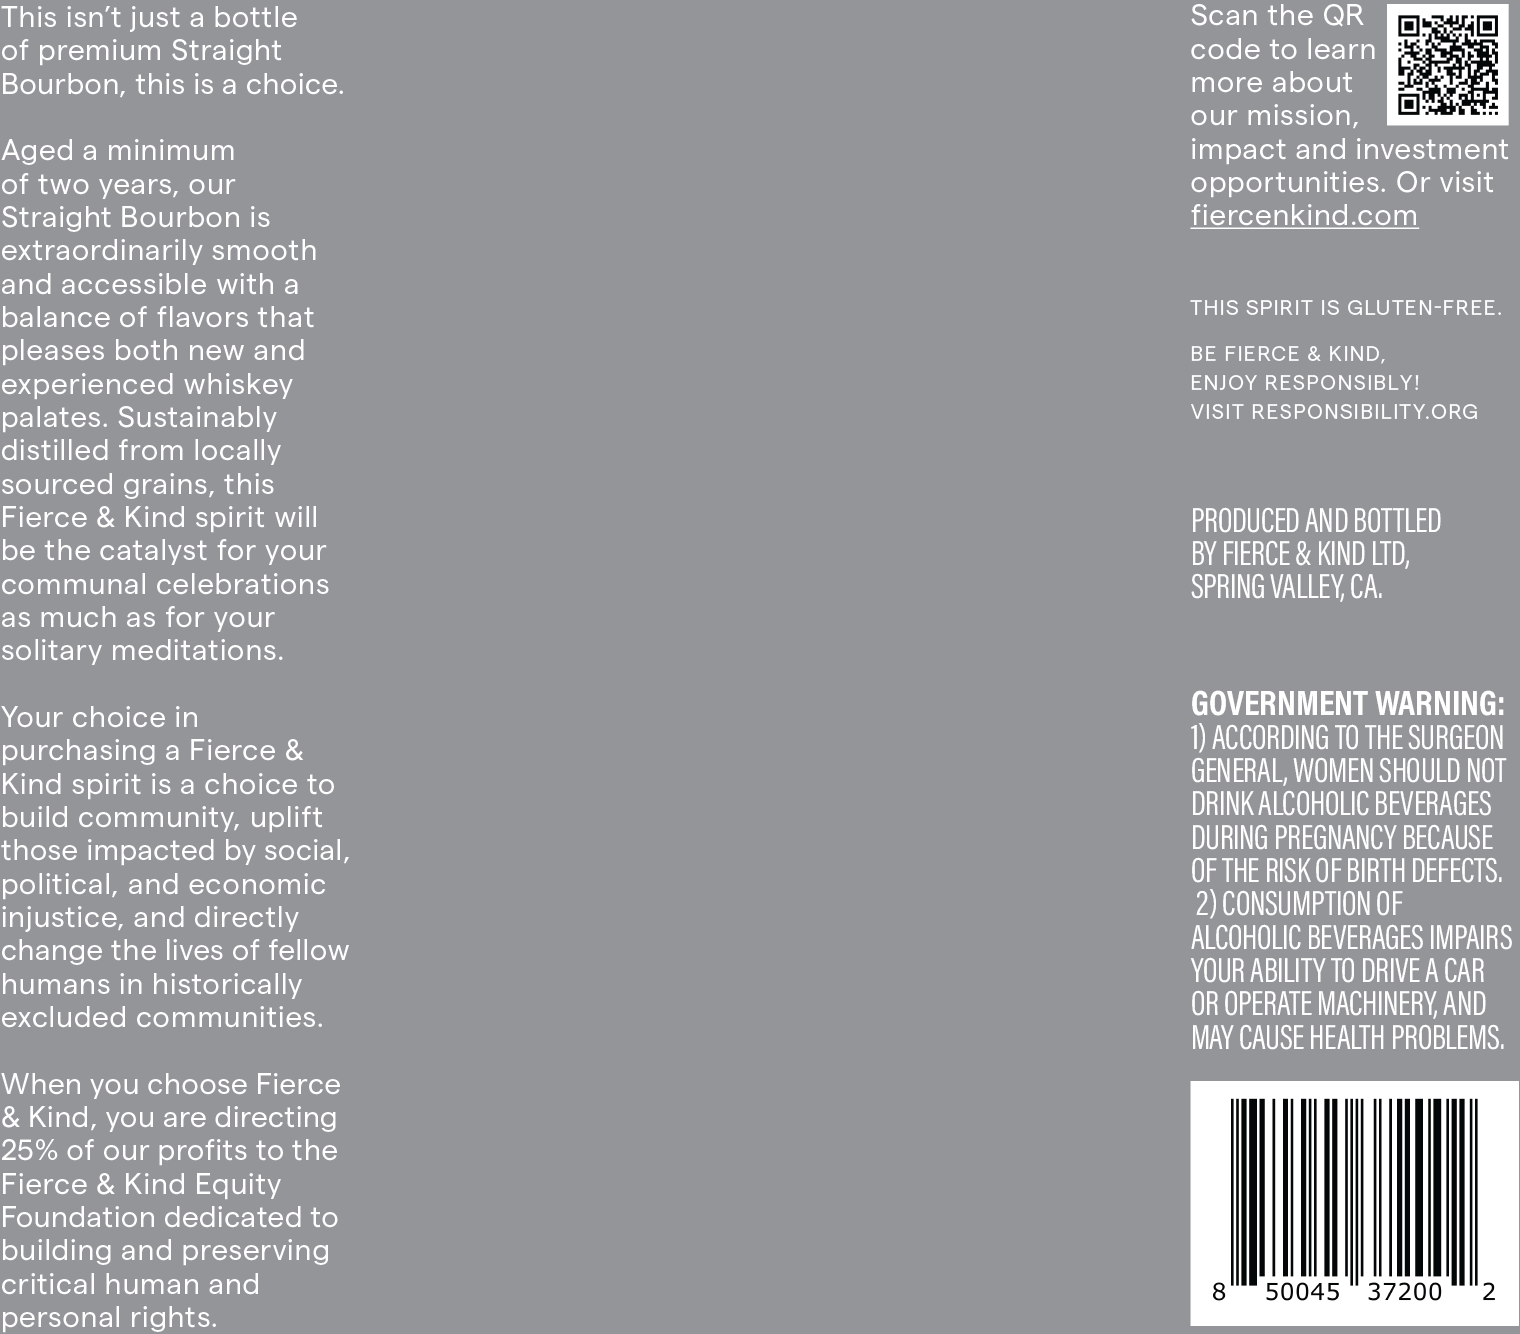 This isn’t just a bottle
of premium Straight
Bourbon, this is a choice.
Aged a minimum
of two years, our
Straight Bourbon is
extraordinarily smooth
and accessible with a
balance of flavors that
pleases both new and
experienced whiskey
palates. Sustainably
distilled from locally
sourced grains, this
Fierce & Kind spirit will
be the catalyst for your
communal celebrations
as much as for your
solitary meditations.
Your choice in
purchasing a Fierce &
Kind spirit is a choice to
build community, uplift
those impacted by social,
political, and economic
injustice, and directly
change the lives of fellow
humans in historically
excluded communities.
When you choose Fierce
& Kind, you are directing
25% of our profits to the
Fierce & Kind Equity
Foundation dedicated to
building and preserving
critical human and
personal rights.
Scan the QR
code to learn
more about
our mission,
impact and investment
opportunities. Or visit
fiercenkind.com
THIS SPIRIT IS GLUTEN-FREE.
BE FIERCE & KIND,
ENJOY RESPONSIBLY!
VISIT RESPONSIBILITY.ORG
PRODUCED AND BOTTLED
BY FIERCE & KIND LTD,
SPRING VALLEY, CA.
GOVERNMENT WARNING:
1) ACCORDING TO THE SURGEON
GENERAL, WOMEN SHOULD NOT
DRINK ALCOHOLIC BEVERAGES
DURING PREGNANCY BECAUSE
OF THE RISK OF BIRTH DEFECTS.
2) CONSUMPTION OF
ALCOHOLIC BEVERAGES IMPAIRS
YOUR ABILITY TO DRIVE A CAR
OR OPERATE MACHINERY, AND
MAY CAUSE HEALTH PROBLEMS.
8 50045 37200 2